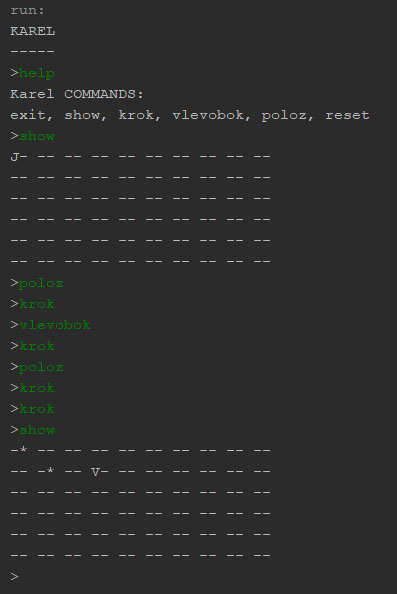 run:
KAREL
-----
>help
Karel COMMANDS:
exit, show, krok, vlevobok, poloz, reset
>show
J- -- -- -- -- -- -- -- -- --
-- -- -- -- -- -- -- -- -- --
-- -- -- -- -- -- -- -- -- --
-- -- -- -- -- -- -- -- -- --
-- -- -- -- -- -- -- -- -- --
-- -- -- -- -- -- -- -- -- --
>poloz
>krok
>vlevobok
>krok
>poloz
>krok
>krok
>show
-* -- -- -- -- -- -- -- -- --
-- -* -- V- -- -- -- -- -- --
-- -- -- -- -- -- -- -- -- --
-- -- -- -- -- -- -- -- -- --
-- -- -- -- -- -- -- -- -- --
-- -- -- -- -- -- -- -- -- --
>